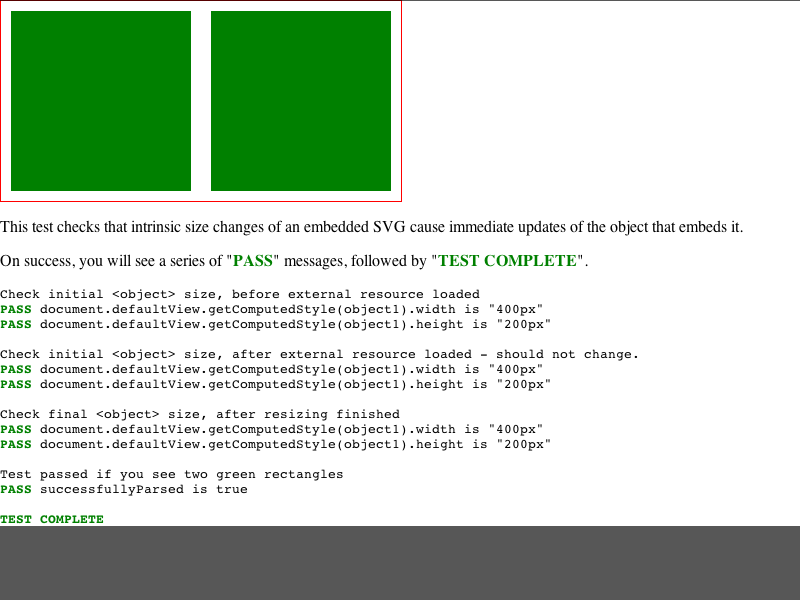 This test checks that intrinsic size changes of an embedded SVG cause immediate updates of the object that embeds it.
On success, you will see a series of "PASS" messages, followed by "TEST COMPLETE".
Check initial <object> size, before external resource loaded
PASS document.defaultView.getComputedStyle(object1).width is "400px"
PASS document.defaultView.getComputedStyle(object1).height is "200px"
Check initial <object> size, after external resource loaded - should not change.
PASS document.defaultView.getComputedStyle(object1).width is "400px"
PASS document.defaultView.getComputedStyle(object1).height is "200px"
Check final <object> size, after resizing finished
PASS document.defaultView.getComputedStyle(object1).width is "400px"
PASS document.defaultView.getComputedStyle(object1).height is "200px"
Test passed if you see two green rectangles
PASS successfullyParsed is true
TEST COMPLETE